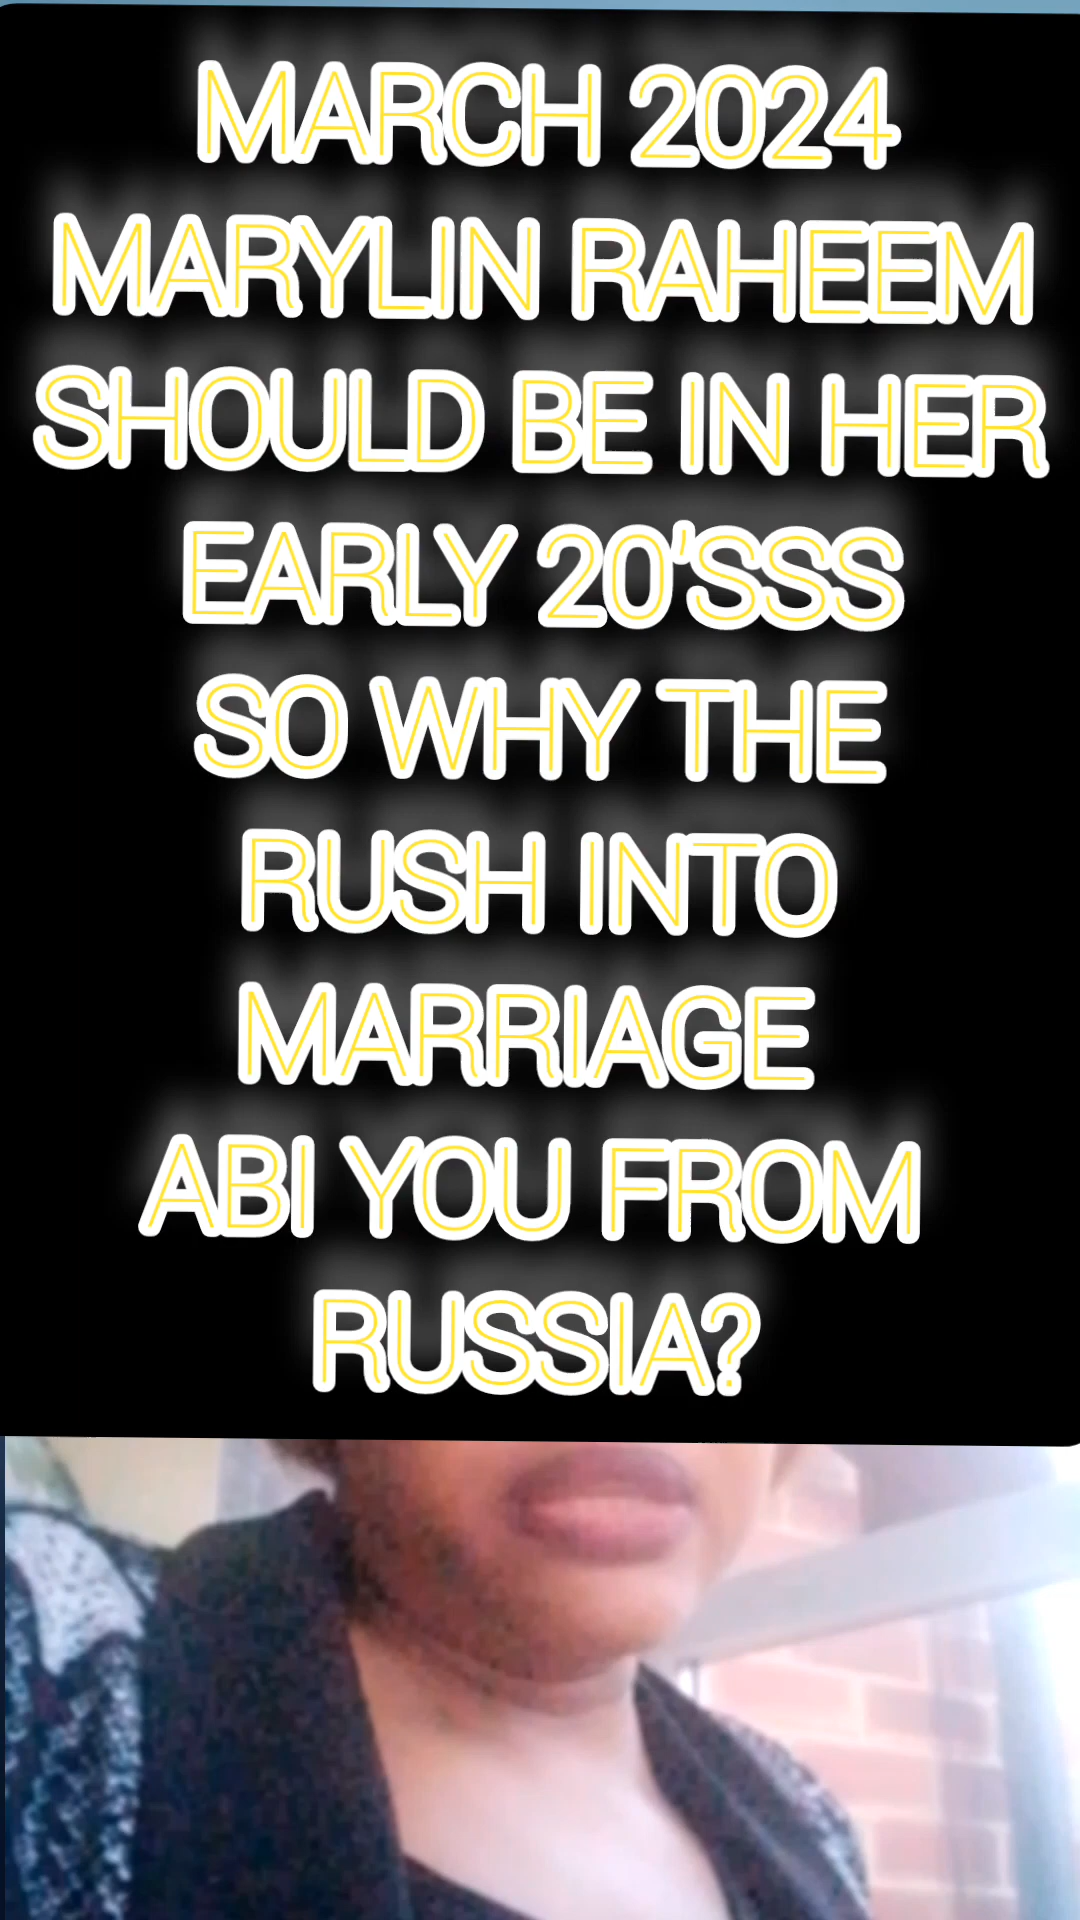 MARCH 2024
MARYLIN RAHEEM
SHOULD BE IN HER
EARLY 20'SSS
SO WHY THE
RUSH INTO
MARRIAGE
ABI YOU FROM
RUSSIA?